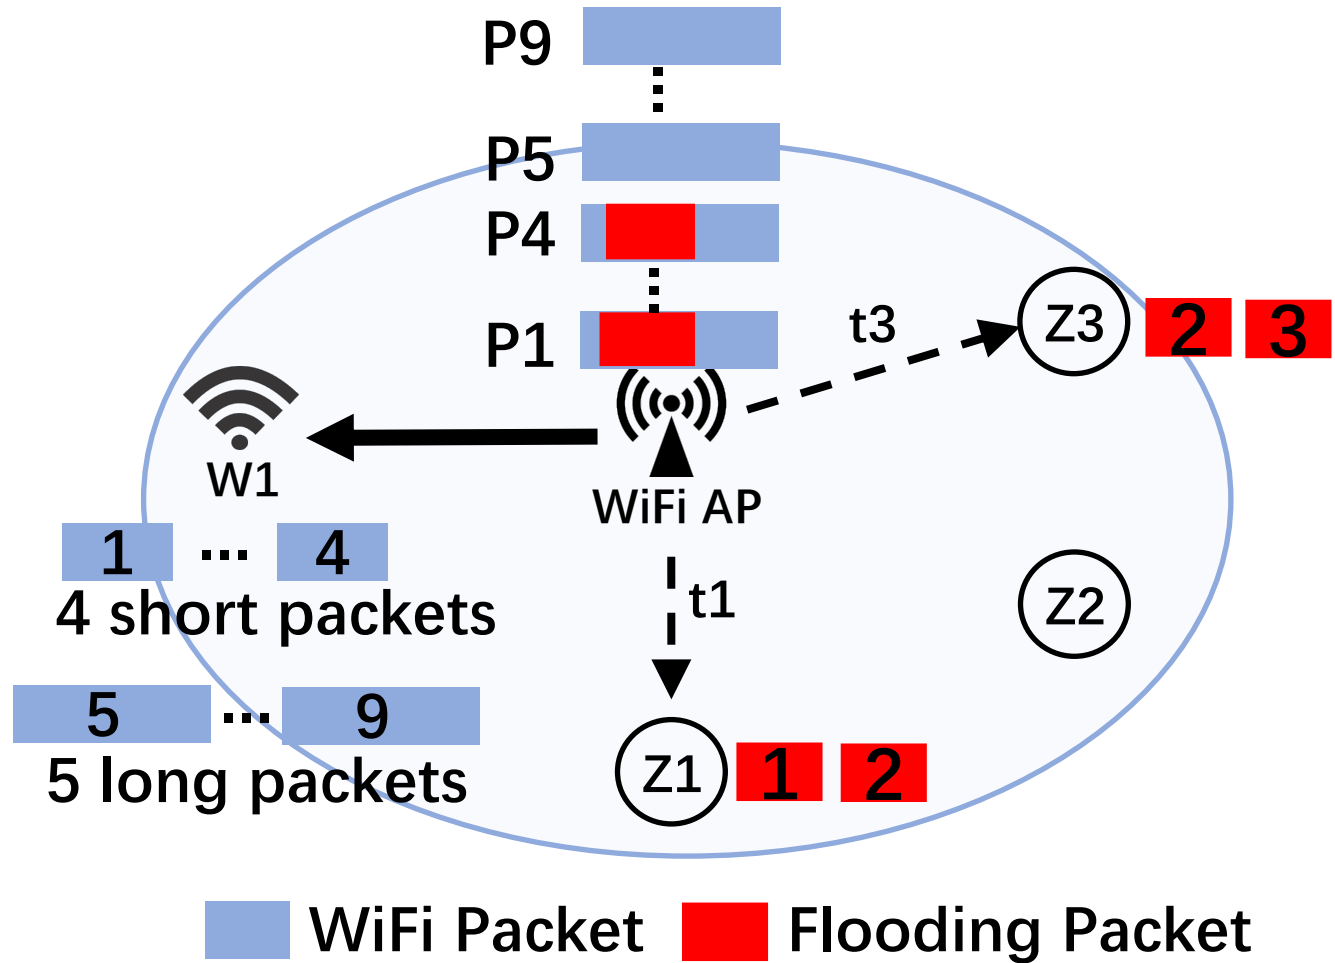 P9
P5
P4
P1
t3
Z3
2 3
W1
WiFi AP
1 ... 4
4 short packets
t1
Z2
5 ... 9
5 long packets
Z1
1 2
WiFi Packet
Flooding Packet